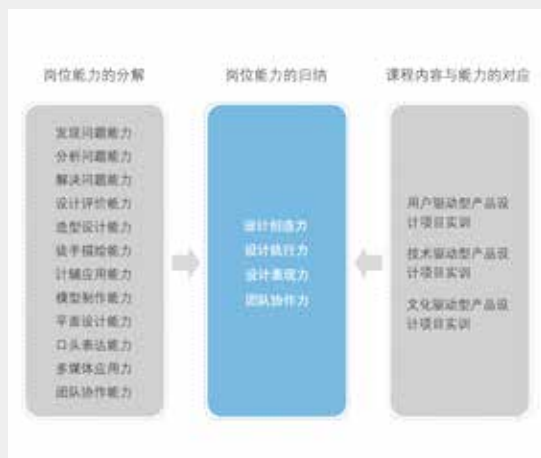 岗位能力的分解
岗位能力的归纳
课程内容与能力的对应
发现问题能力
分析问题能力
解决问题能力
设计评价能力
造型设计能力
徒手描绘能力
计辅应用能力
模型制作能力
平面设计能力
口头表达能力
多媒体应用力
团队协作能力
设计创造力
设计执行力
设计表现力
团队协作力
用户驱动型产品设
计项目实训
技术驱动型产品设
计项目实训
文化驱动型产品设
计项目实训